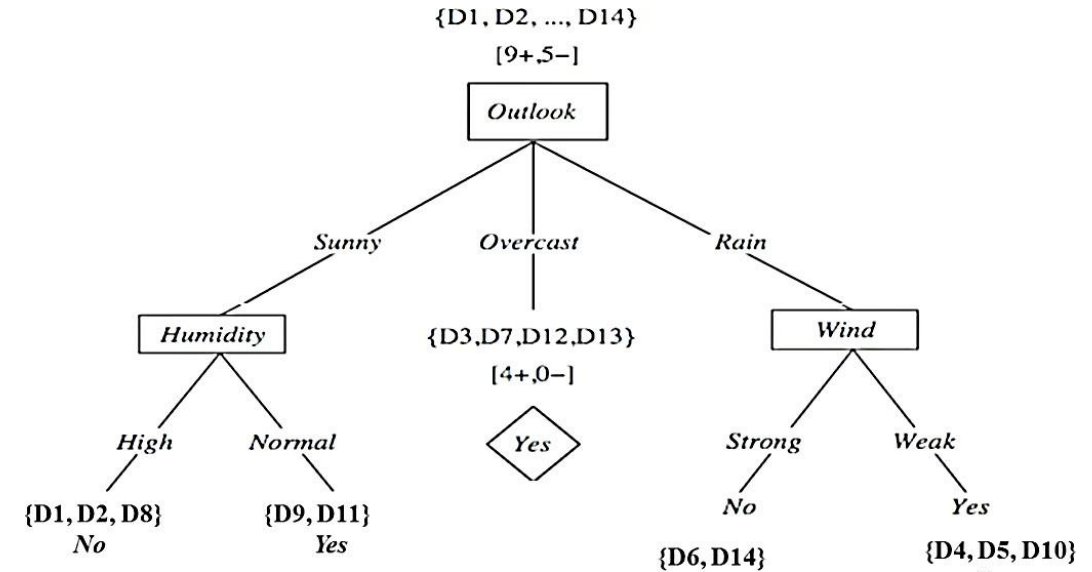 {D1, D2, ..., D14}
[9+,5−]
Outlook
Sunny
Overcast
Rain
Humidity
{D3,D7,D12,D13}
[4+,0−]
Wind
High
Normal
Yes
Strong
Weak
{D1, D2, D8}
No
{D9, D11}
Yes
No
{D6, D14}
Yes
{D4, D5, D10}